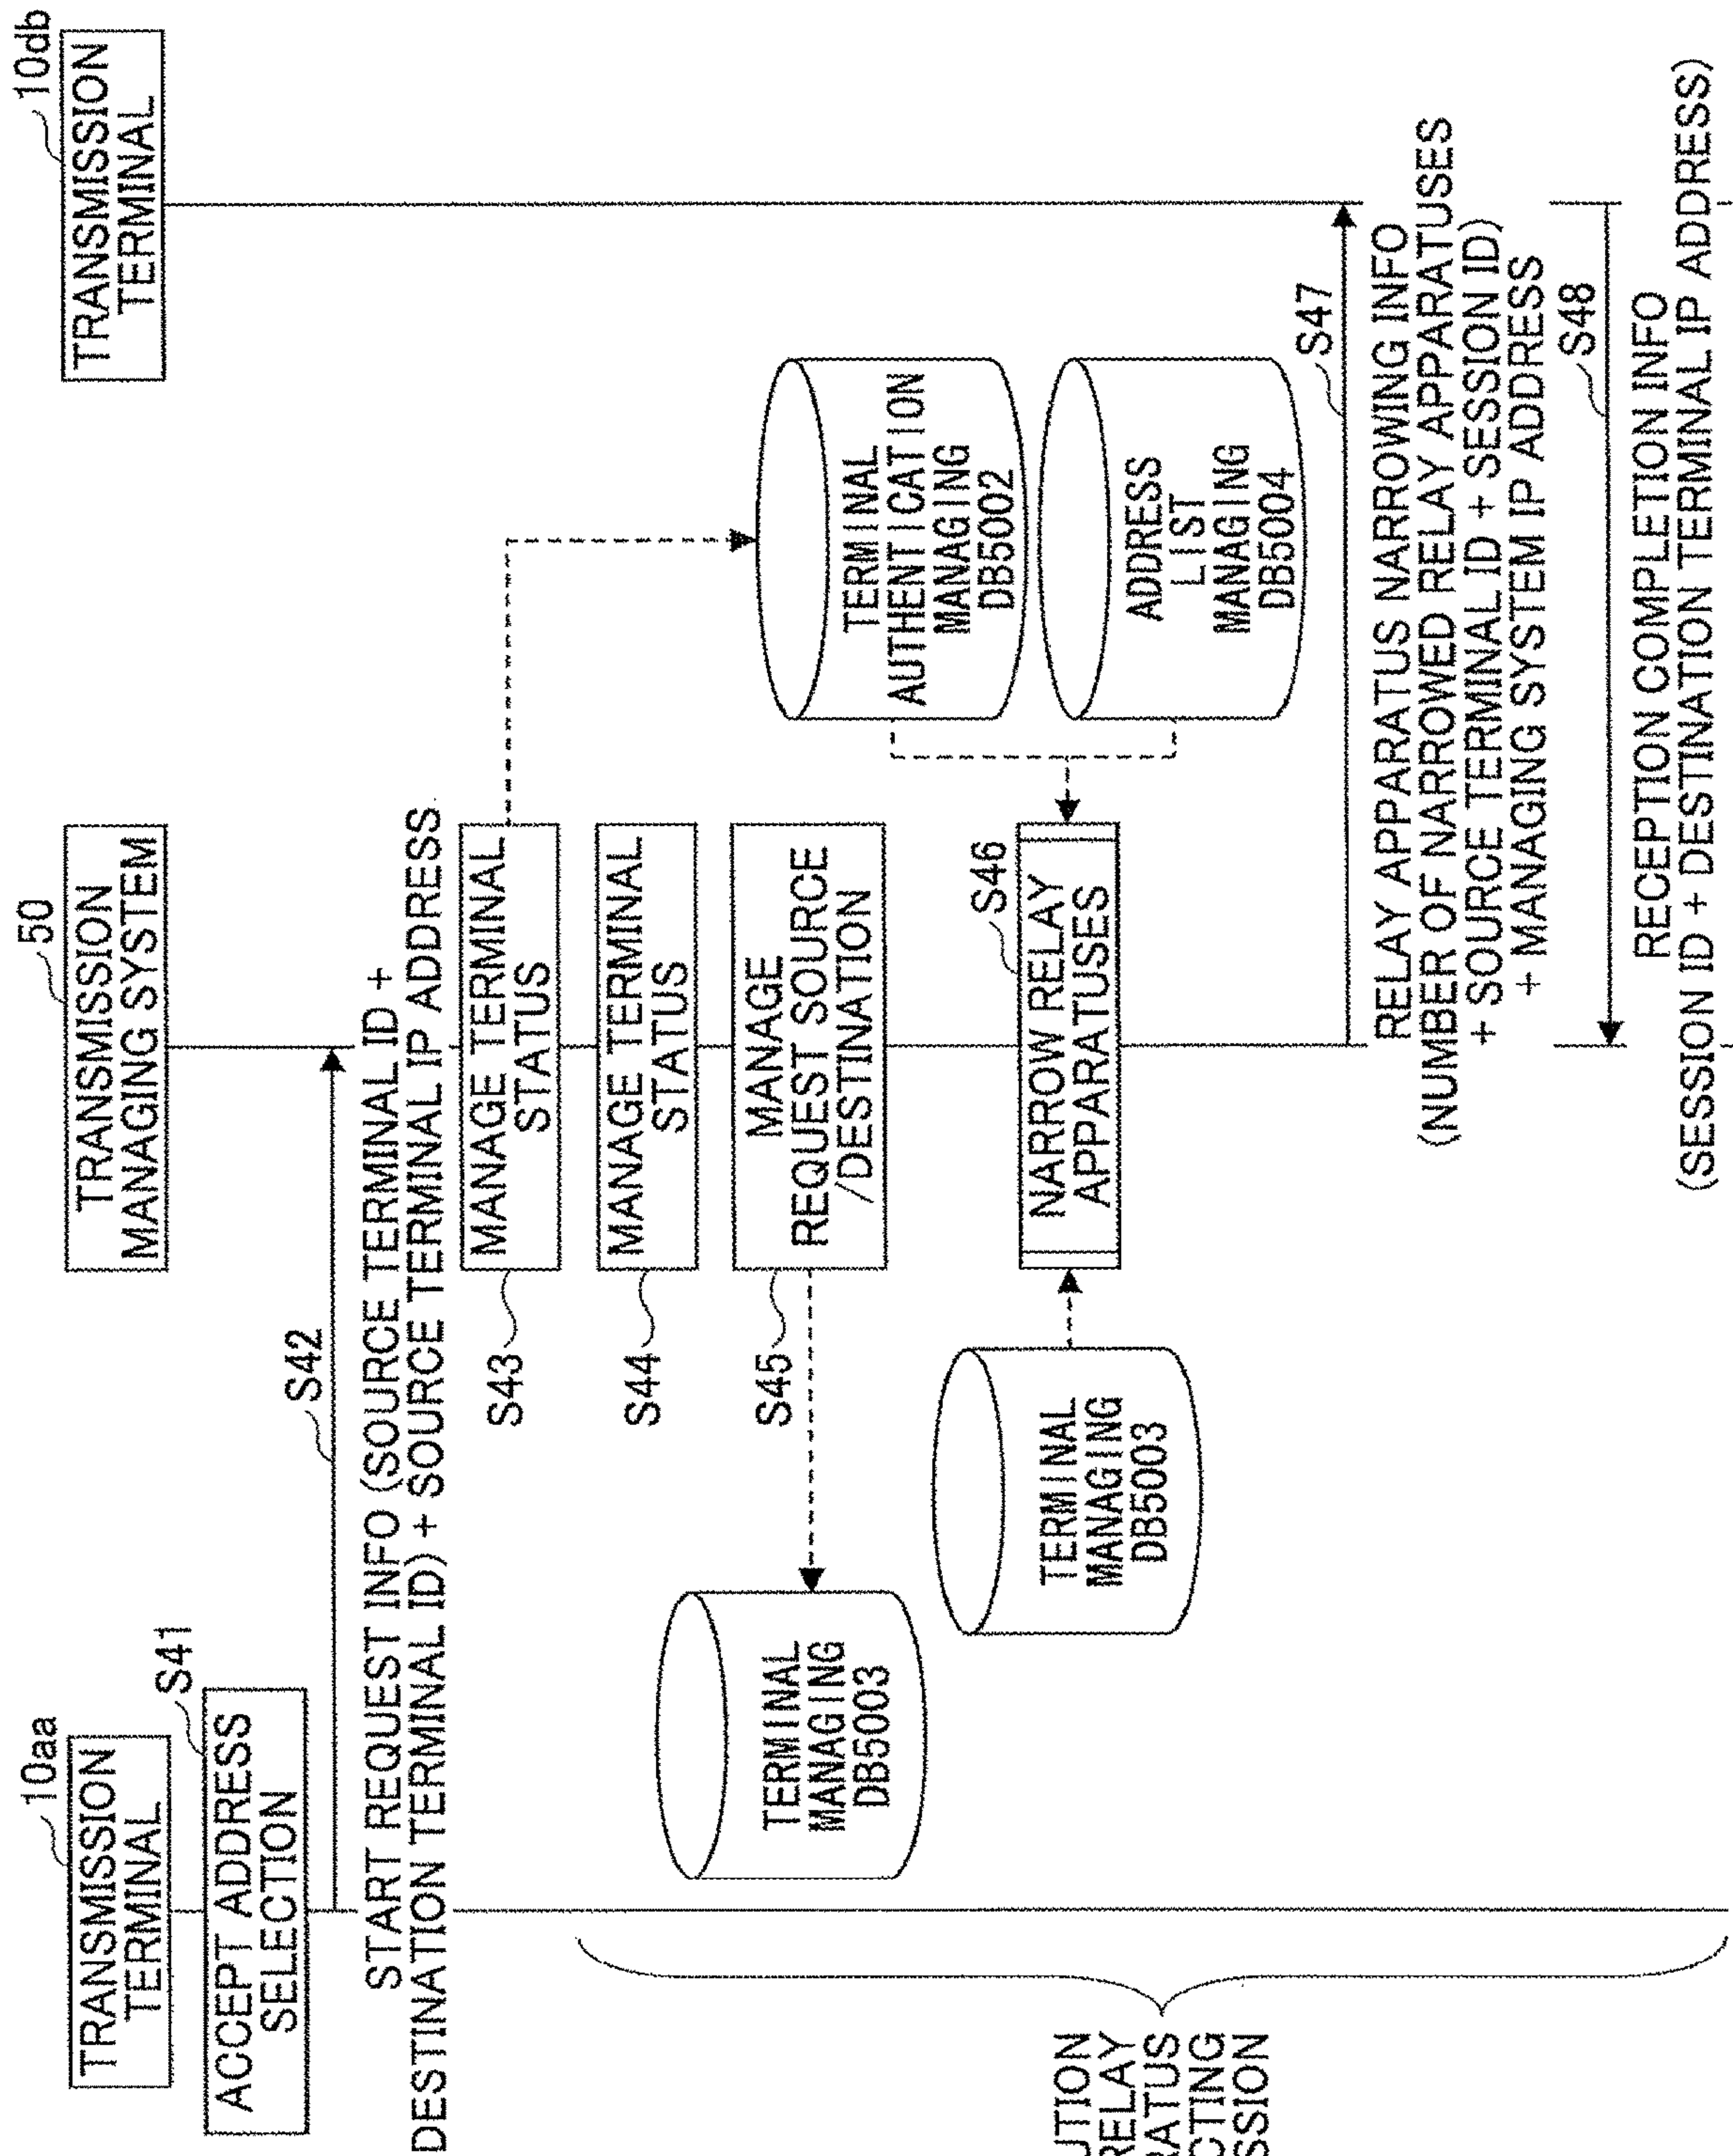 10aa
TRANSMISSION
TERMINAL
50
TRANSMISSION
MANAGING SYSTEM
10db
TRANSMISSION
TERMINAL
S41
ACCEPT ADDRESS
SELECTION
S42
START REQUEST INFO (SOURCE TERMINAL ID +
DESTINATION TERMINAL ID) + SOURCE TERMINAL IP ADDRESS
S43
MANAGE TERMINAL
STATUS
S44
MANAGE TERMINAL
STATUS
S45
MANAGE
REQUEST SOURCE
/DESTINATION
TERMINAL
MANAGING
DB5003
TERMINAL
AUTHENTICATION
MANAGING
DB5002
S46
NARROW RELAY
APPARATUSES
TERMINAL
MANAGING
DB5003
ADDRESS
LIST
MANAGING
DB5004
S47
RELAY APPARATUS NARROWING INFO
(NUMBER OF NARROWED RELAY APPARATUSES
+ SOURCE TERMINAL ID + SESSION ID)
+ MANAGING SYSTEM IP ADDRESS
S48
RECEPTION COMPLETION INFO
(SESSION ID + DESTINATION TERMINAL IP ADDRESS)
RELAY